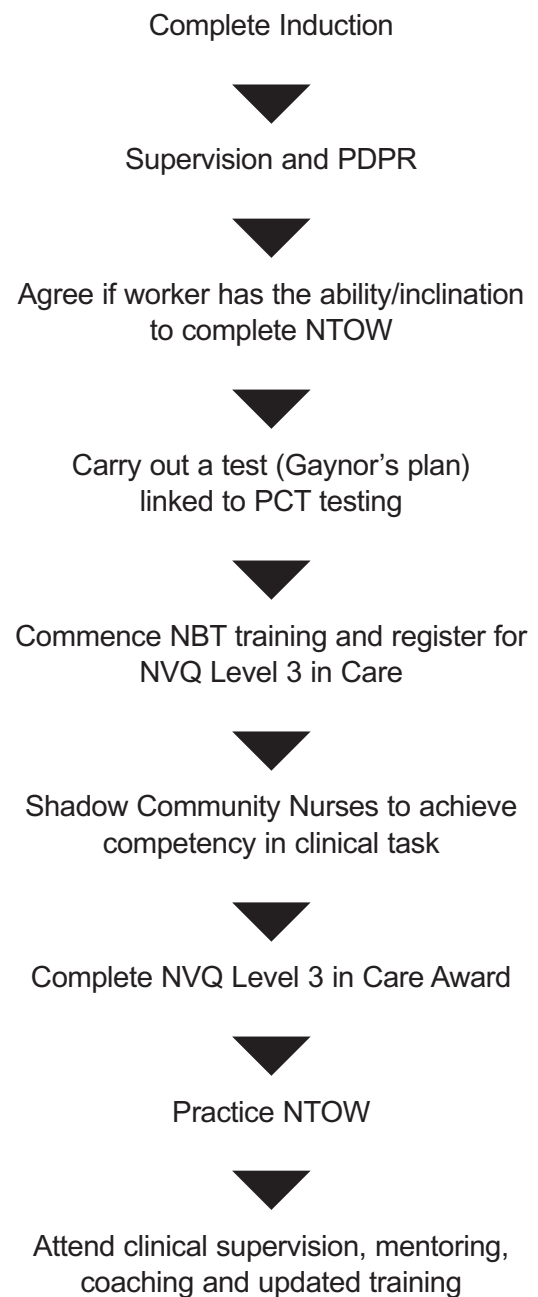 Complete Induction
Supervision and PDPR
Agree if worker has the ability/inclination
to complete NTOW
Carry out a test (Gaynor’s plan)
linked to PCT testing
Commence NBT training and register for
NVQ Level 3 in Care
Shadow Community Nurses to achieve
competency in clinical task
Complete NVQ Level 3 in Care Award
Practice NTOW
Attend clinical supervision, mentoring,
coaching and updated training